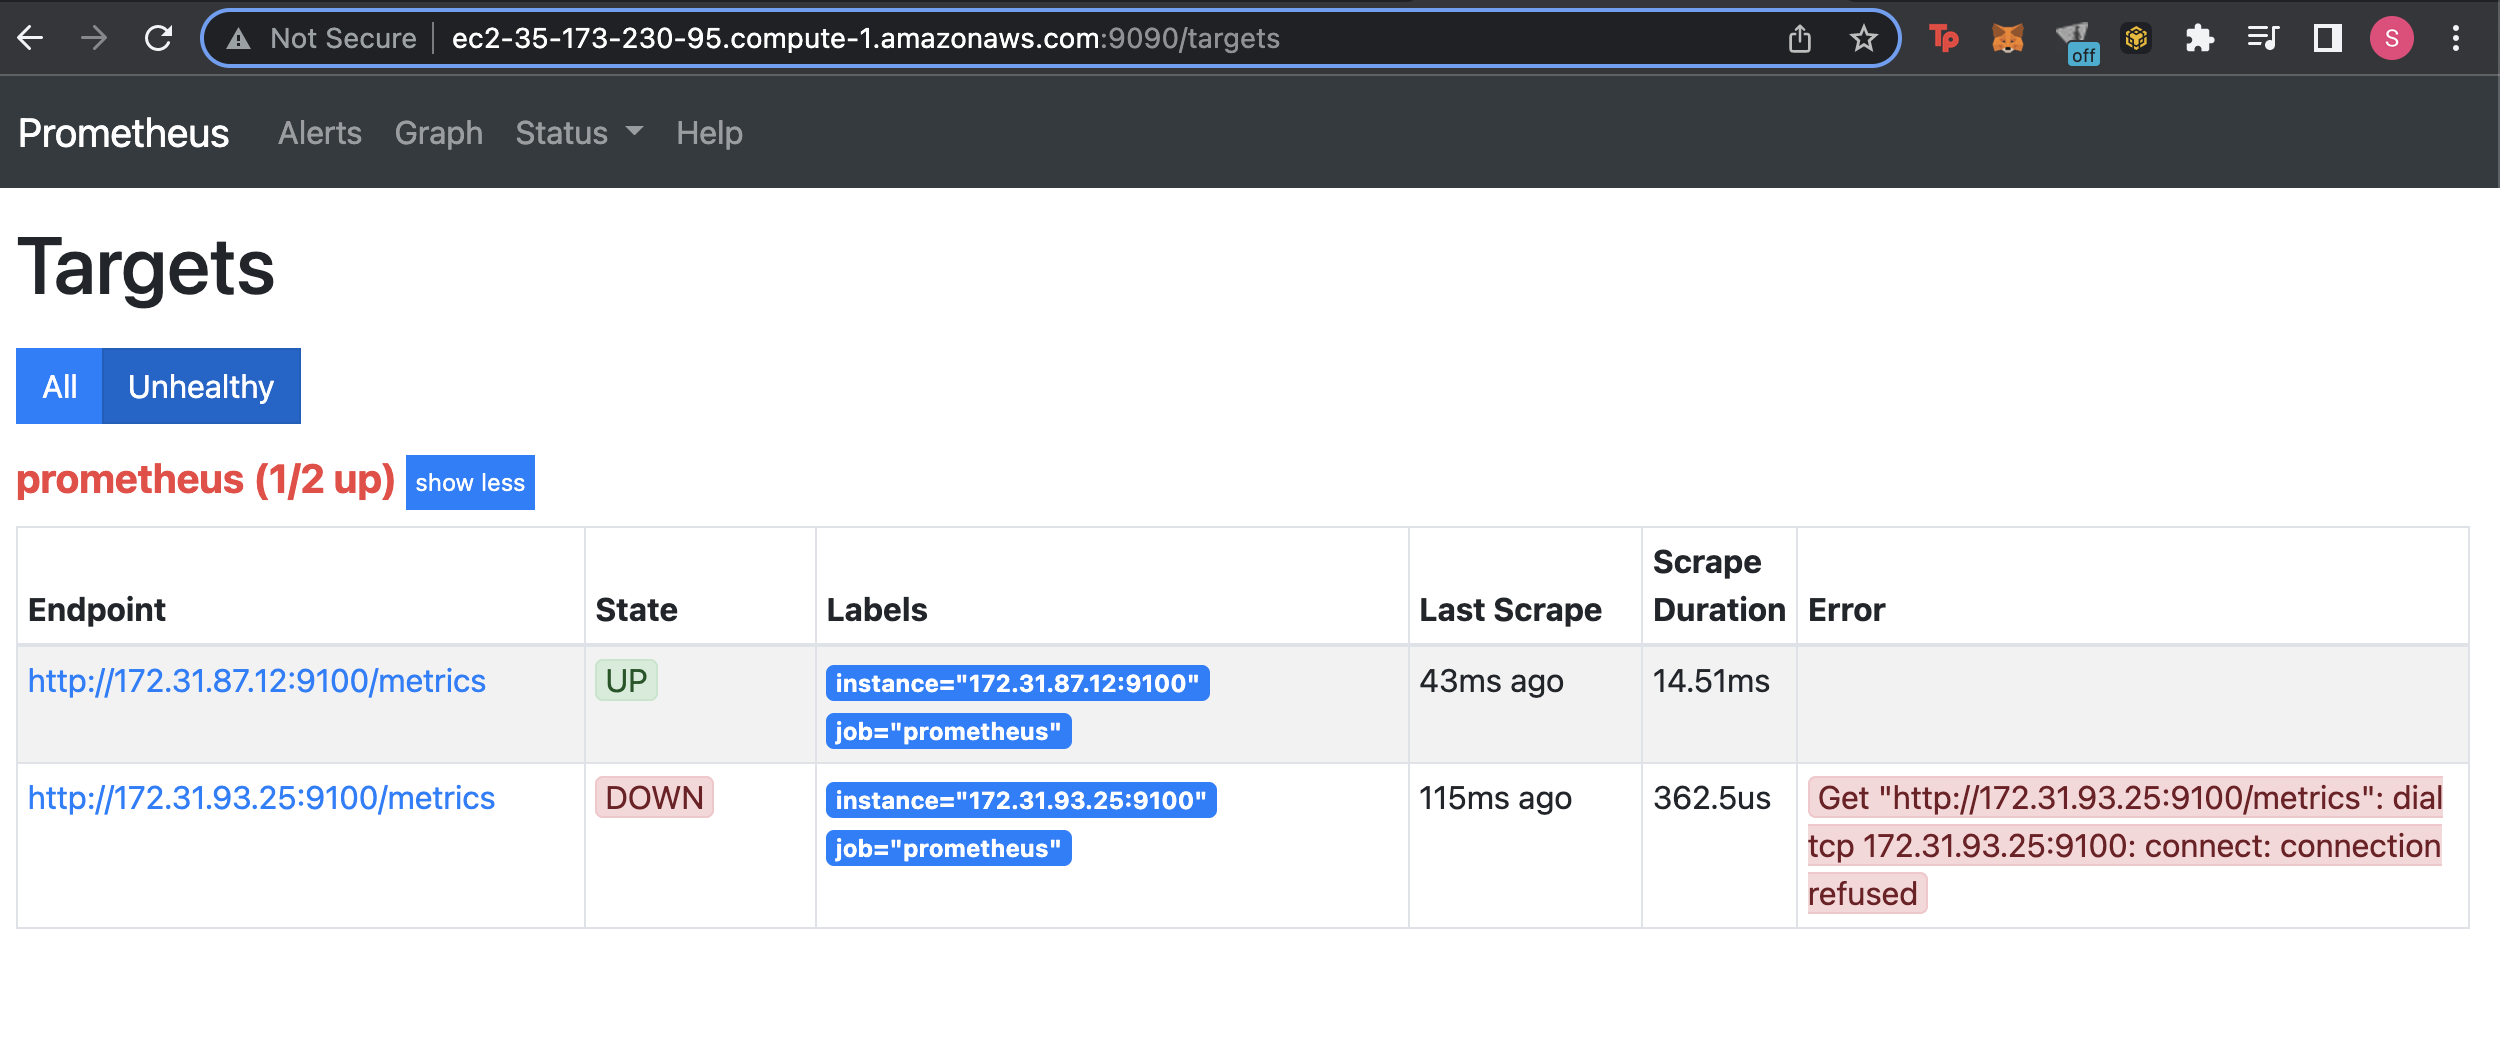 Not Secure ec2-35-173-230-95.compute-1.amazonaws.com:9090/targets Tp off S
Prometheus Alerts Graph Status Help
Targets
All Unhealthy
prometheus (1/2 up) show less
Endpoint State Labels Last Scrape Scrape Duration Error
http://172.31.87.12:9100/metrics UP instance="172.31.87.12:9100" 43ms ago 14.51ms
job="prometheus"
http://172.31.93.25:9100/metrics DOWN instance="172.31.93.25:9100" 115ms ago 362.5us Get "http://172.31.93.25:9100/metrics": dial
job="prometheus" tcp 172.31.93.25:9100: connect: connection
refused